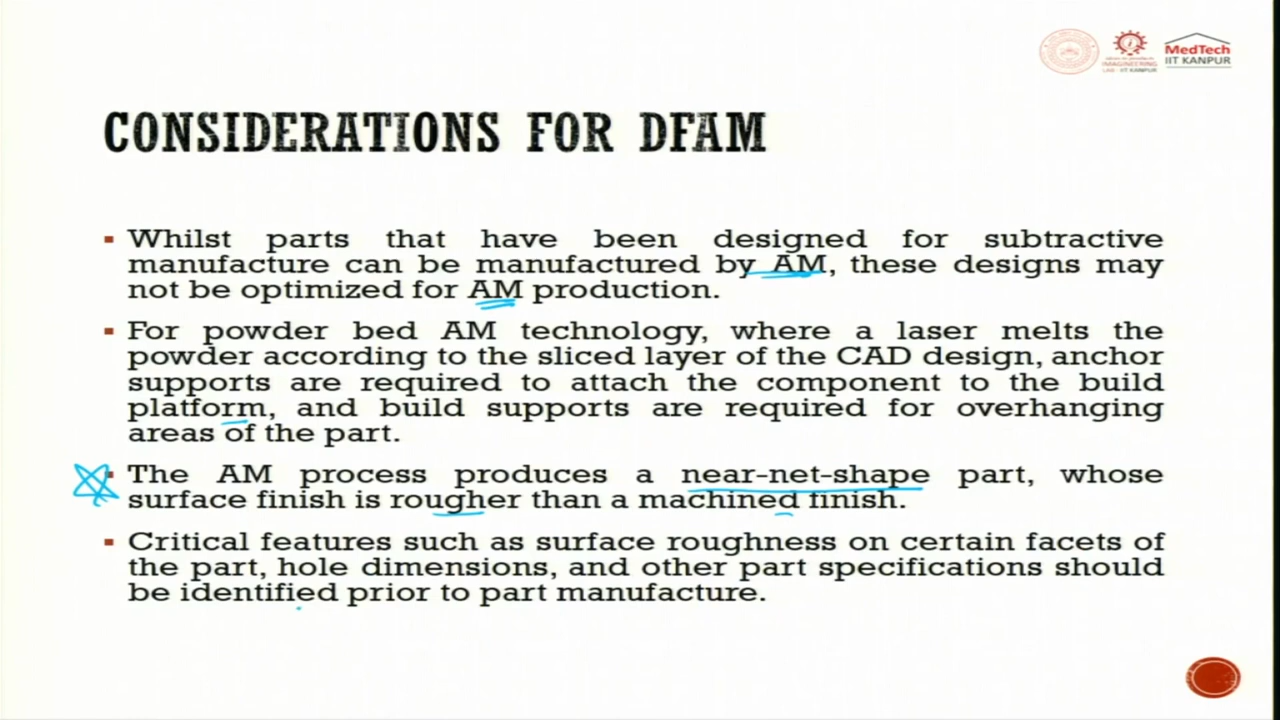 MedTech
IIT KANPUR
IMAGINEERING
LAB IIT KANPUR
CONSIDERATIONS FOR DFAM
Whilst parts that have been designed for subtractive
manufacture can be manufactured by AM, these designs may
not be optimized for AM production.
For powder bed AM technology, where a laser melts the
powder according to the sliced layer of the CAD design, anchor
supports are required to attach the component to the build
platform, and build supports are required for overhanging
areas of the part.
The AM process produces a near-net-shape part, whose
surface finish is rougher than a machined finish.
Critical features such as surface roughness on certain facets of
the part, hole dimensions, and other part specifications should
be identified prior to part manufacture.